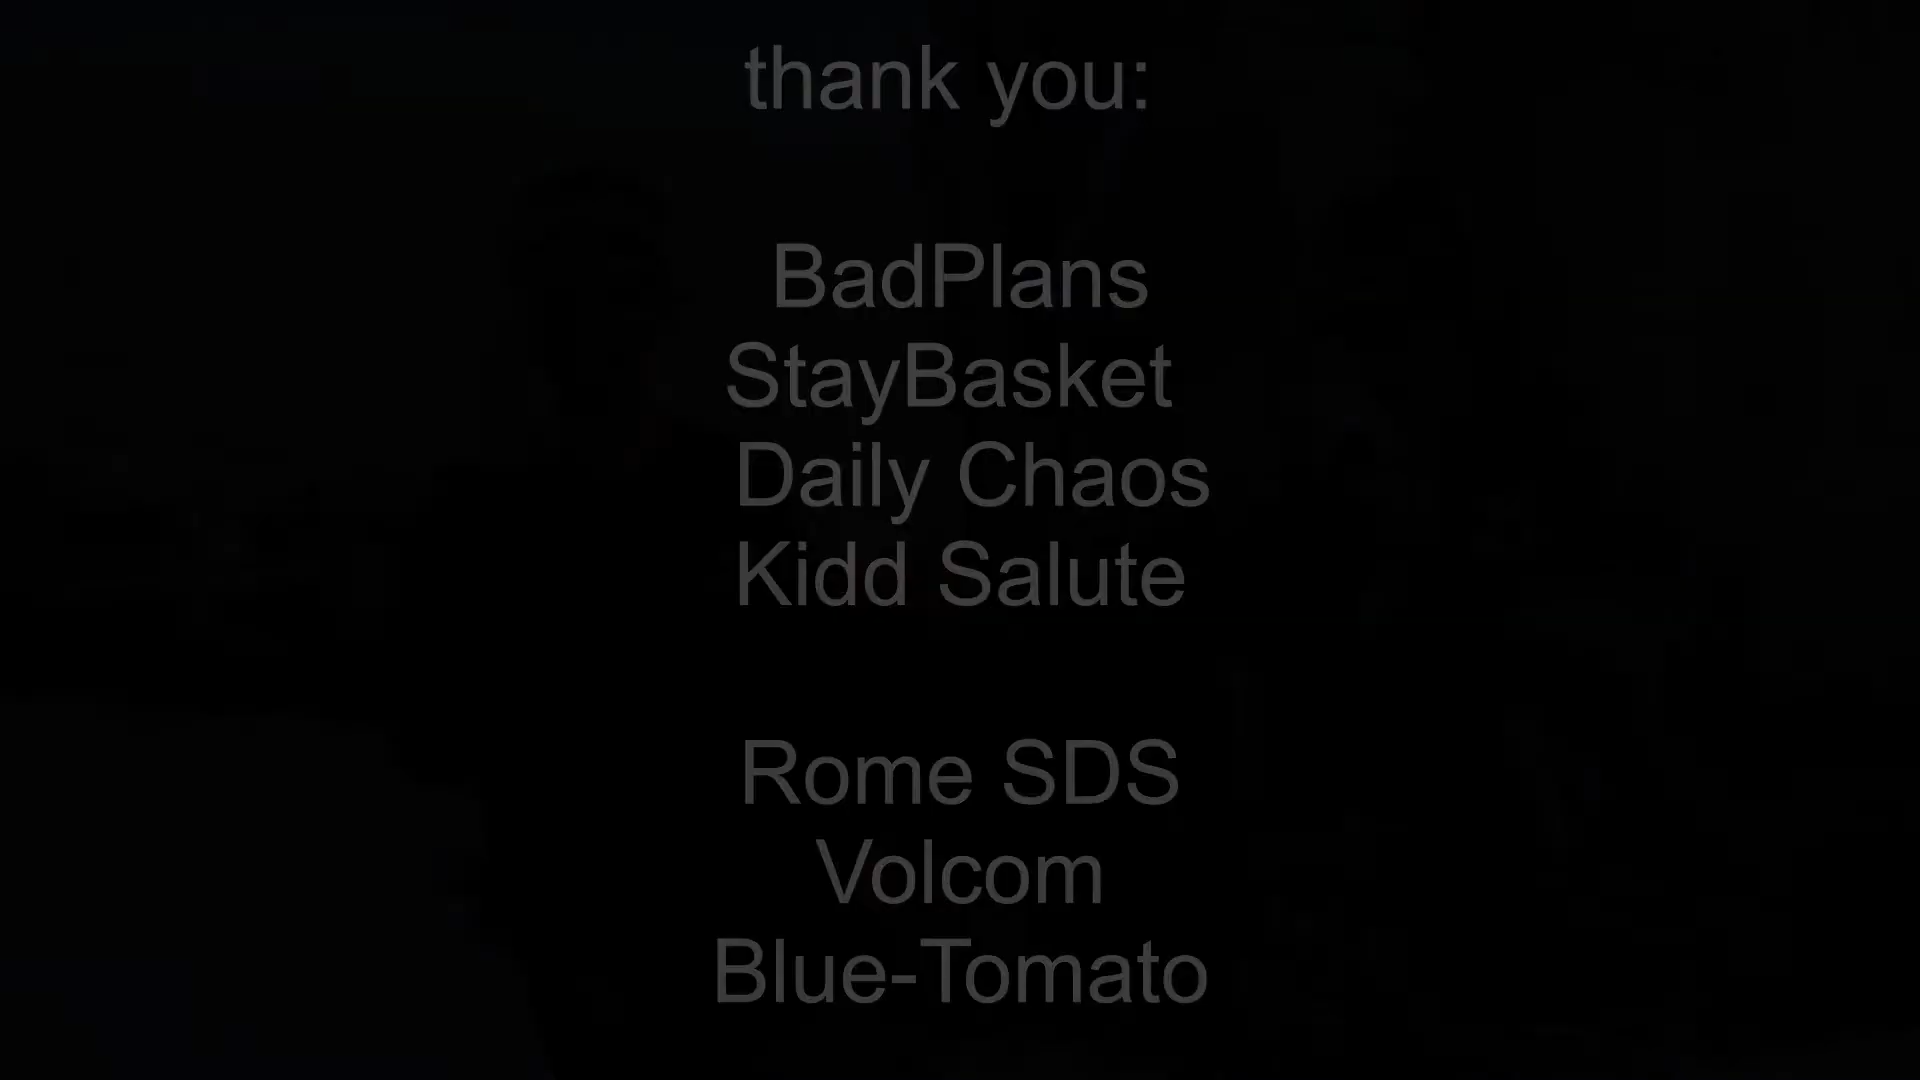 thank you:
BadPlans
StayBasket
Daily Chaos
Kidd Salute
Rome SDS
Volcom
Blue-Tomato